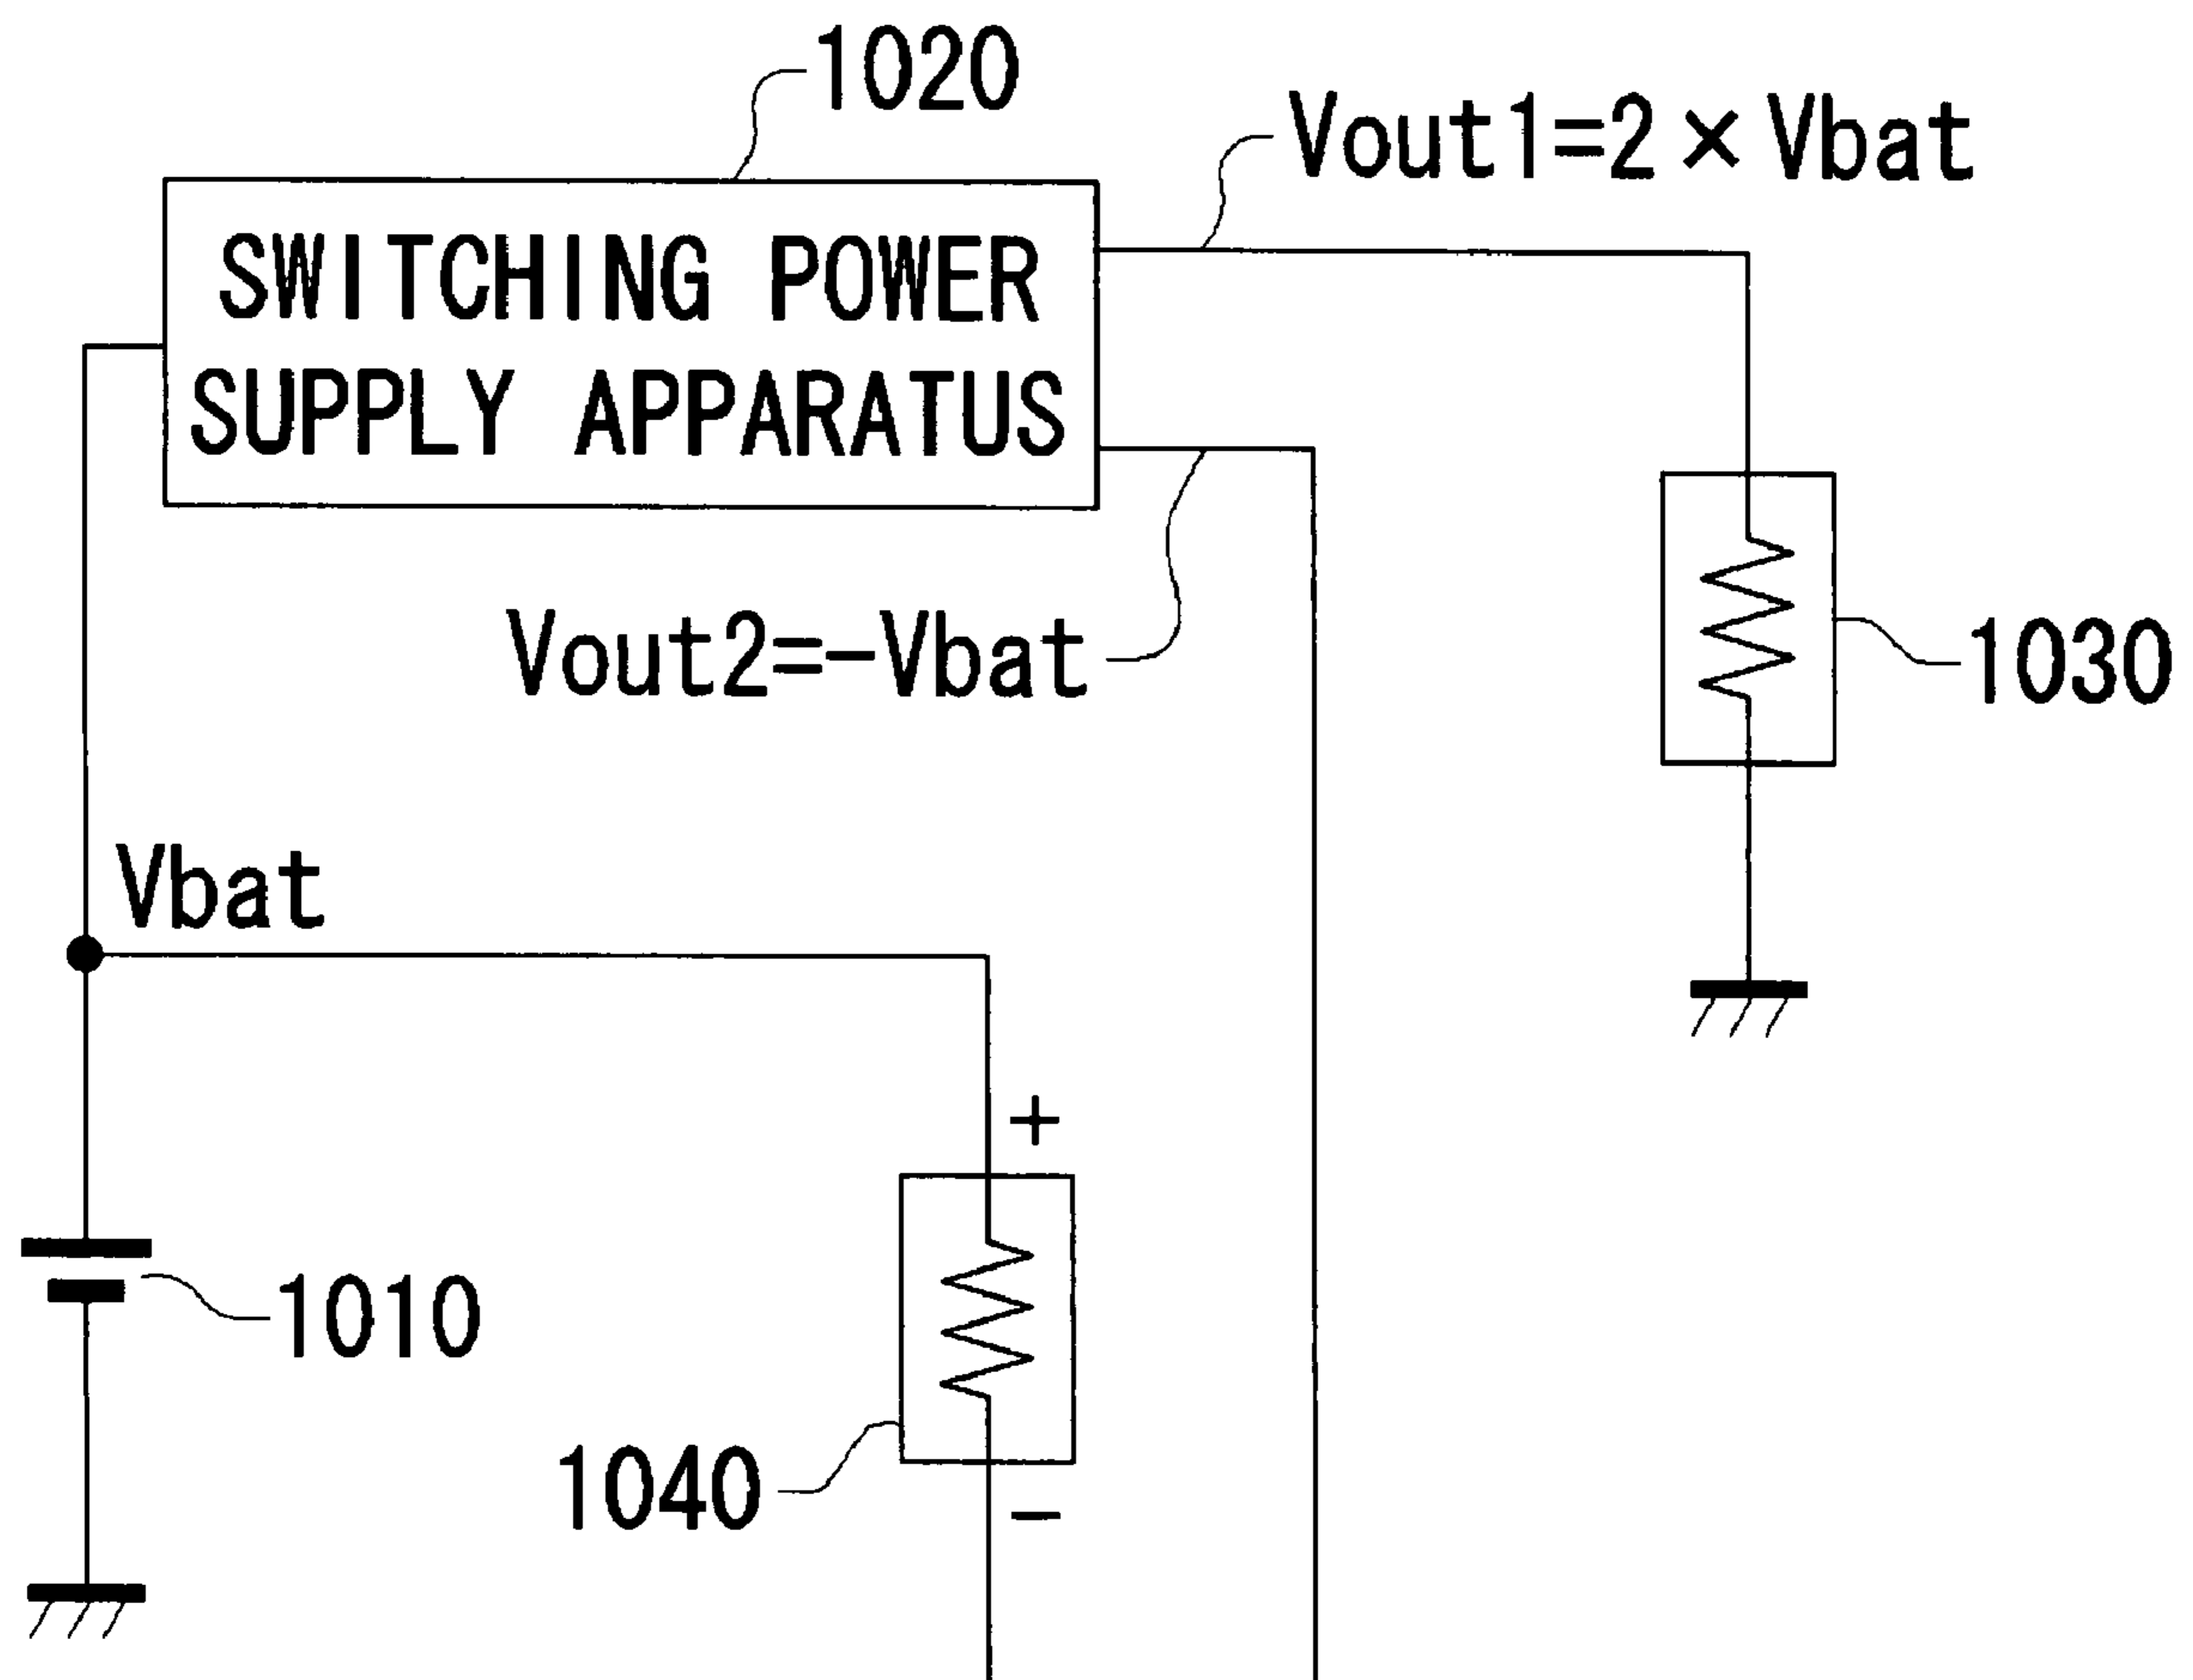 1020
Vout1=2×Vbat
SWITCHING POWER
SUPPLY APPARATUS
Vout2=-Vbat
1030
Vbat
+
1010
1040
-